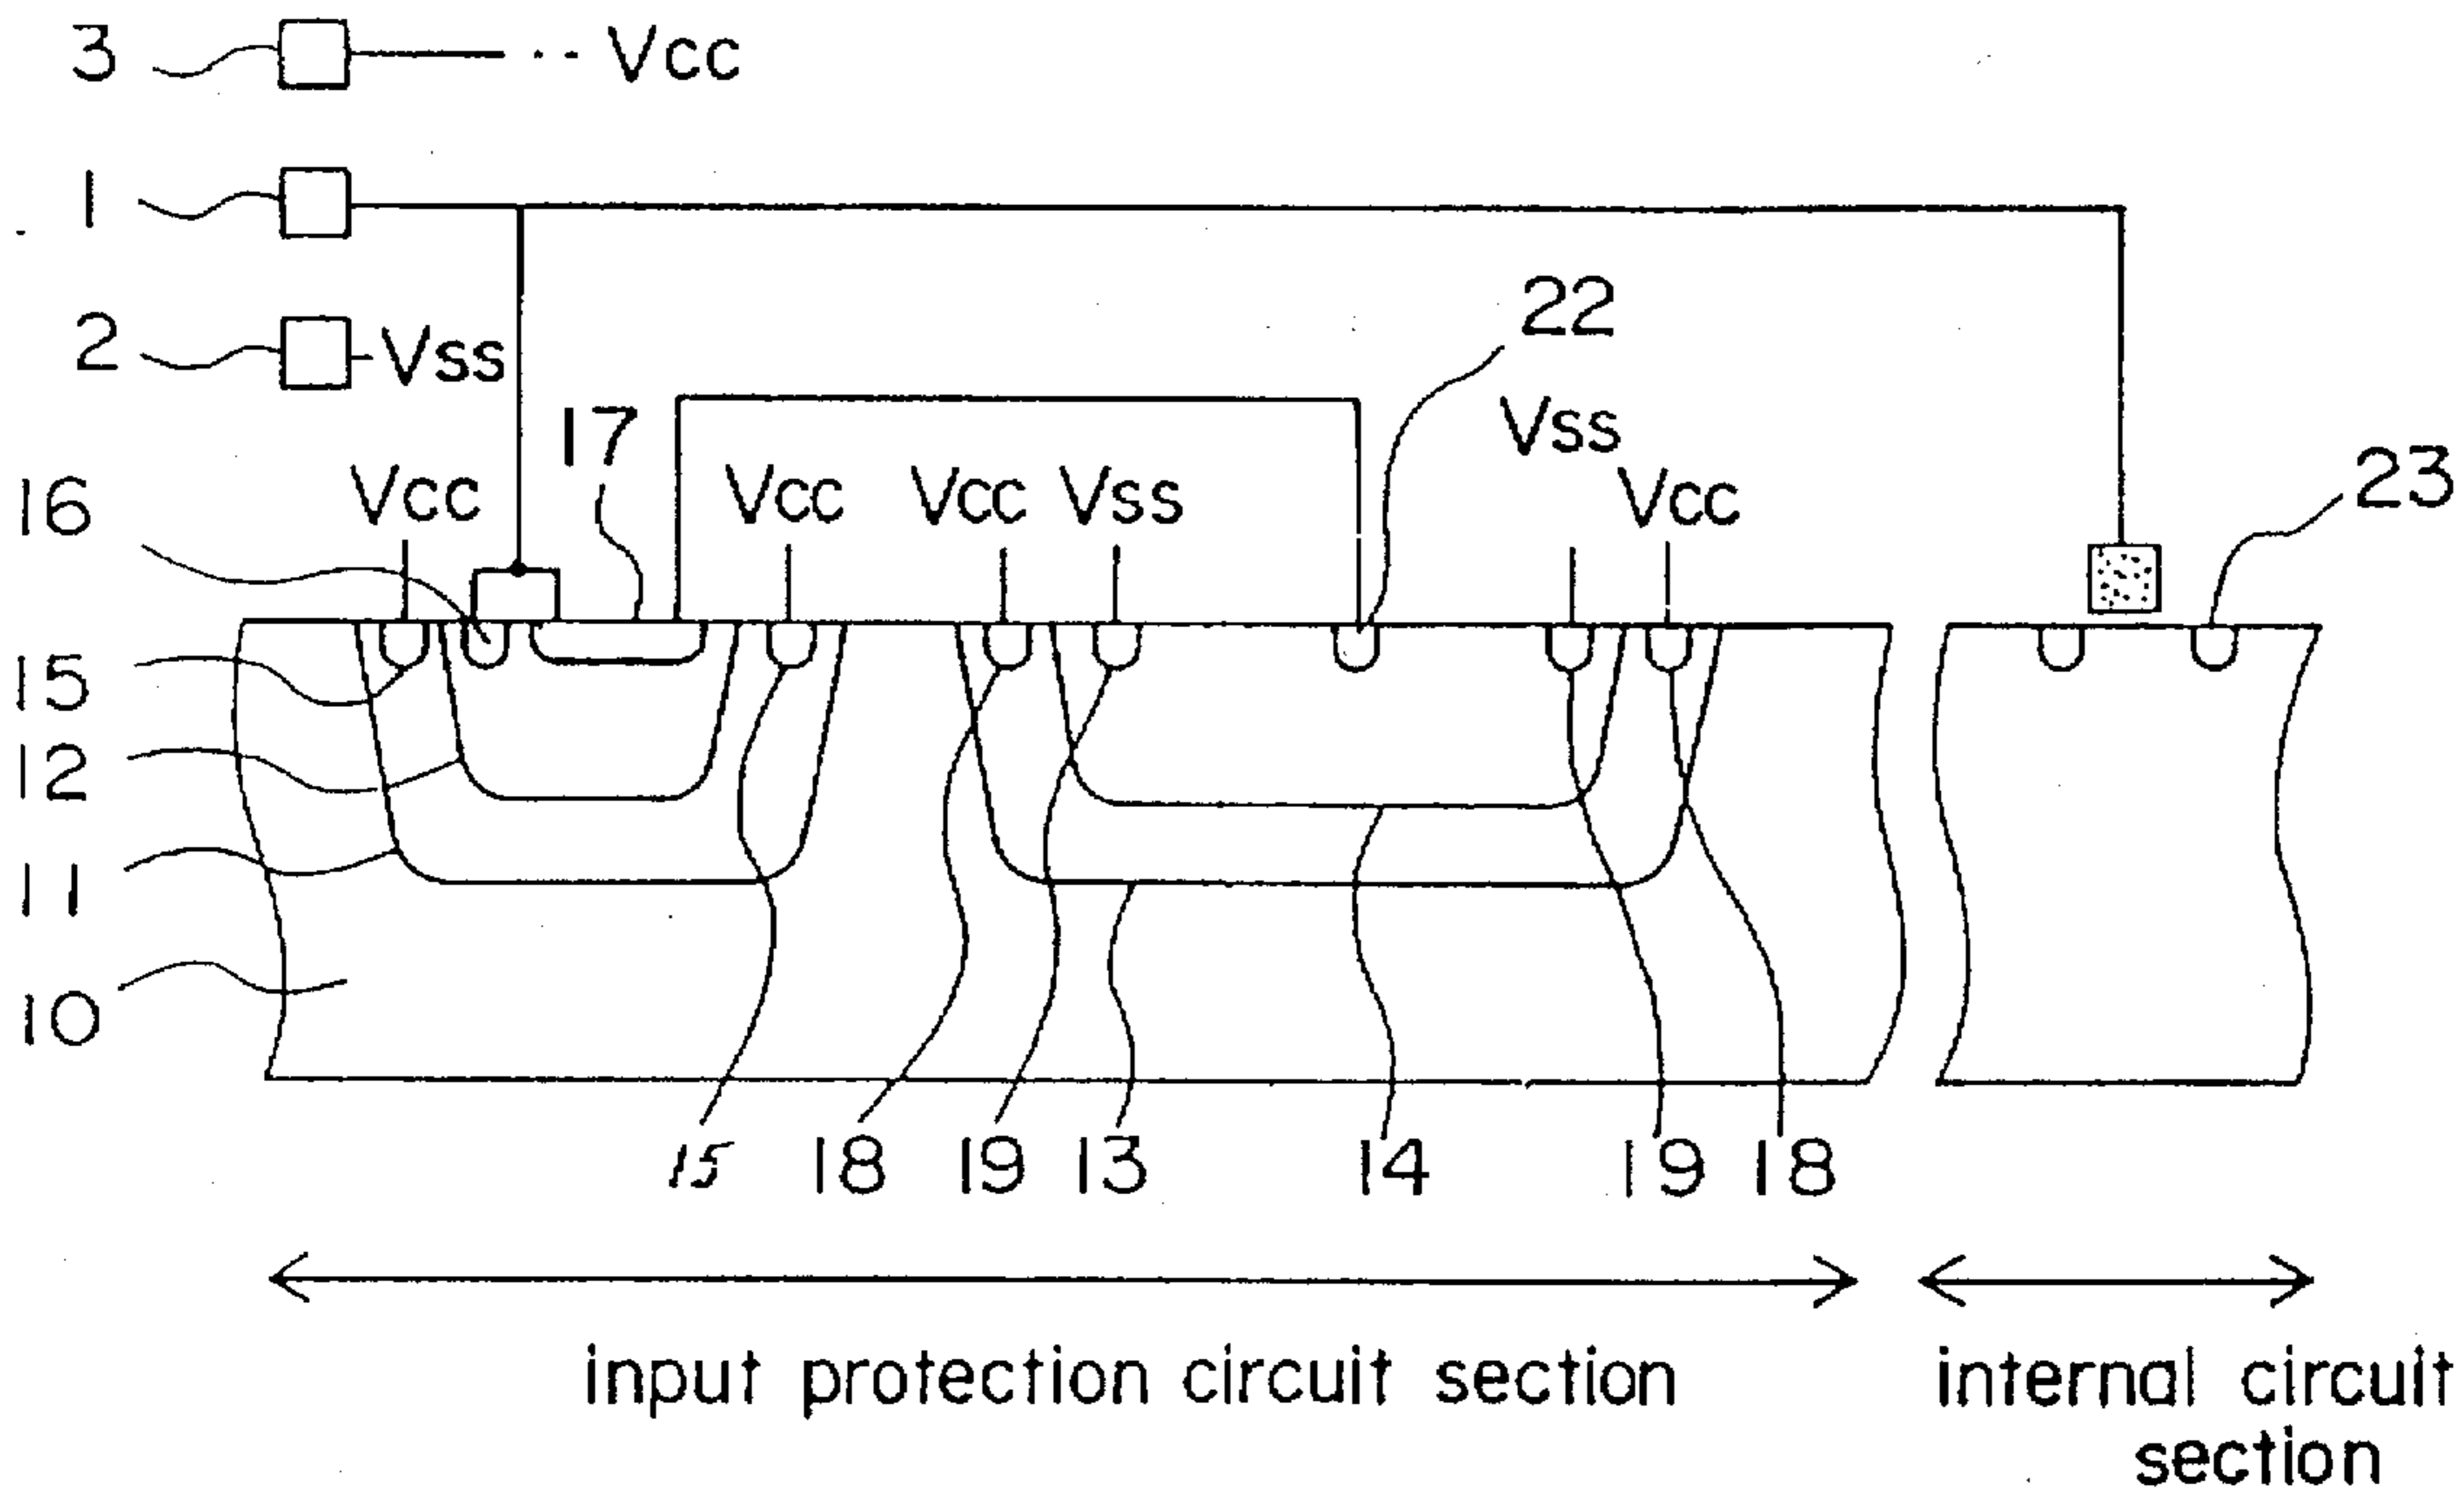 3 Vcc
1
2 Vss
22
17
Vss
16 Vcc Vcc Vcc Vss Vcc 23
15
12
11
10
15 18 19 13 14 19 18
input protection circuit section
internal circuit
section